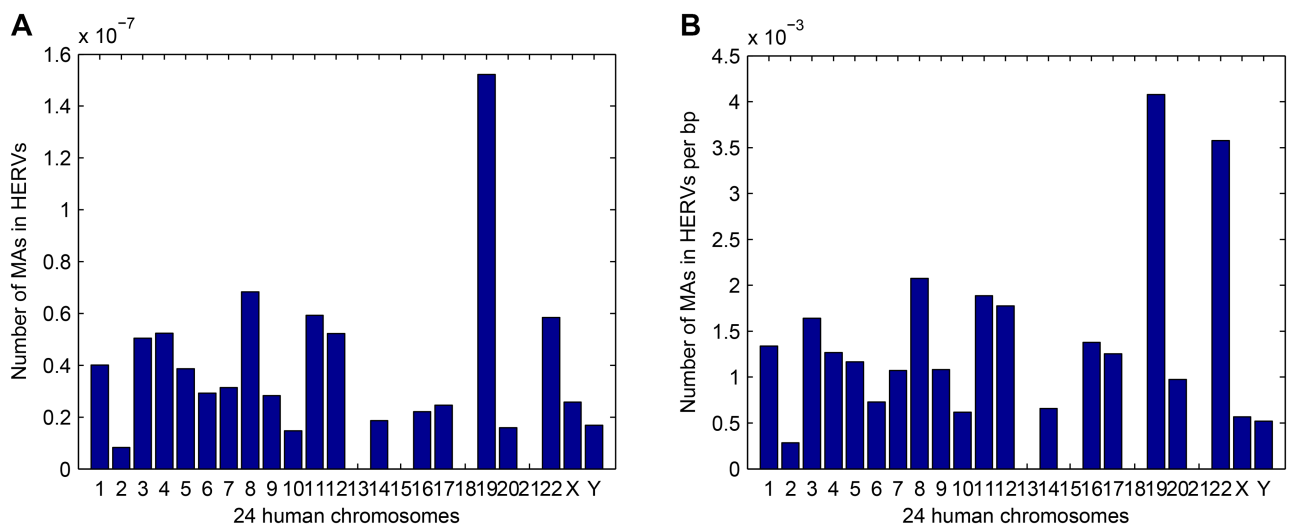 A
x 10⁻⁷
1.6
1.4
1.2
1
0.8
0.6
0.4
0.2
0
Number of MAs in HERVs
1 2 3 4 5 6 7 8 9 10 11 12 13 14 15 16 17 18 19 20 21 22 X Y
24 human chromosomes
B
x 10⁻³
4.5
4
3.5
3
2.5
2
1.5
1
0.5
0
Number of MAs in HERVs per bp
1 2 3 4 5 6 7 8 9 10 11 12 13 14 15 16 17 18 19 20 21 22 X Y
24 human chromosomes